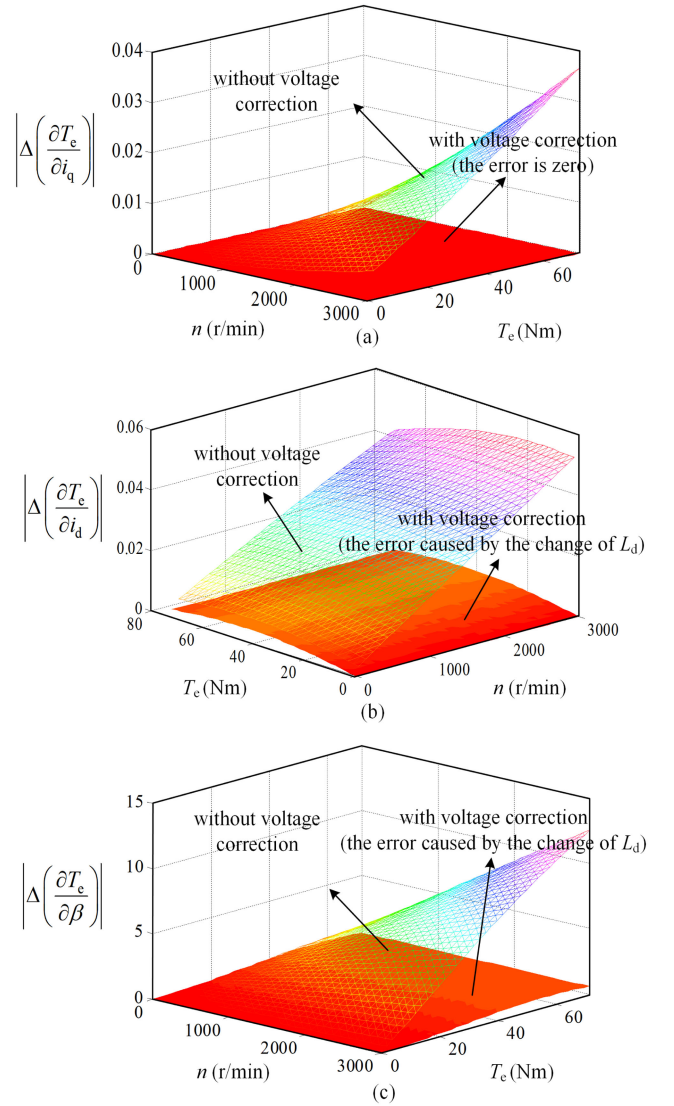 0.04
0.03
0.02
0.01
0
|Δ(∂Te/∂iq)|
without voltage
correction
with voltage correction
(the error is zero)
0
1000
2000
3000
0
20
40
60
n (r/min)
Te (Nm)
(a)
0.06
0.04
0.02
0
|Δ(∂Te/∂id)|
without voltage
correction
with voltage correction
(the error caused by the change of Ld)
80
60
40
20
0
0
1000
2000
3000
Te (Nm)
n (r/min)
(b)
15
10
5
0
|Δ(∂Te/∂β)|
without voltage
correction
with voltage correction
(the error caused by the change of Ld)
0
1000
2000
3000
0
20
40
60
n (r/min)
Te (Nm)
(c)